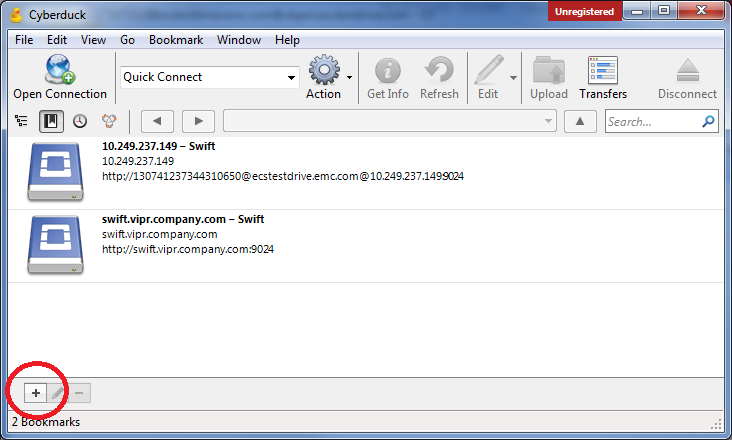 Cyberduck Unregistered
File Edit View Go Bookmark Window Help
Quick Connect
Open Connection Action Get Info Refresh Edit Upload Transfers Disconnect
Search...
10.249.237.149 – Swift
10.249.237.149
http://130741237344310650@ecstestdrive.emc.com@10.249.237.149:9024
swift.vipr.company.com – Swift
swift.vipr.company.com
http://swift.vipr.company.com:9024
2 Bookmarks